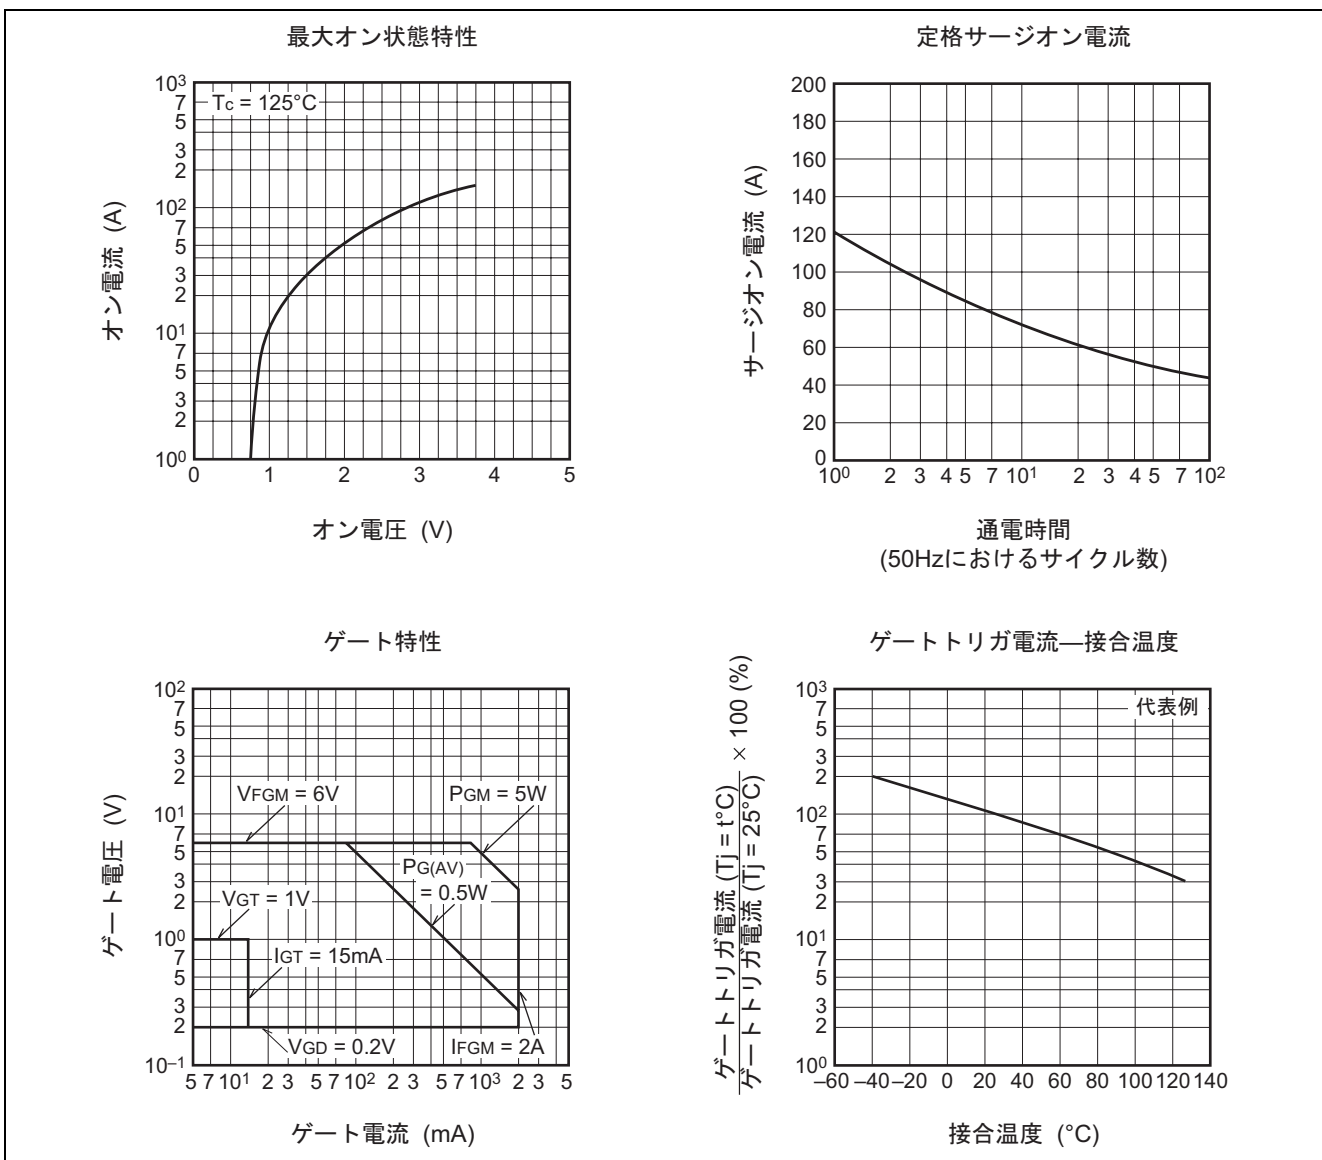 最大オン状態特性
10³
7
5
3
2
10²
7
5
3
2
10¹
7
5
3
2
10⁰
Tc = 125°C
オン電流 (A)
0 1 2 3 4 5
オン電圧 (V)
定格サージオン電流
200
180
160
140
120
100
80
60
40
20
0
サージオン電流 (A)
10⁰ 2 3 4 5 7 10¹ 2 3 4 5 7 10²
通電時間
(50Hzにおけるサイクル数)
ゲート特性
10²
7
5
3
2
10¹
7
5
3
2
10⁰
7
5
3
2
10⁻¹
ゲート電圧 (V)
VFGM = 6V
PGM = 5W
PG(AV)
= 0.5W
VGT = 1V
IGT = 15mA
VGD = 0.2V
IFGM = 2A
5 7 10¹ 2 3 5 7 10² 2 3 5 7 10³ 2 3 5
ゲート電流 (mA)
ゲートトリガ電流—接合温度
10³
7
5
3
2
10²
7
5
3
2
10¹
7
5
3
2
10⁰
代表例
ゲートトリガ電流 (Tj = t°C)
ゲートトリガ電流 (Tj = 25°C)
× 100 (%)
–60 –40 –20 0 20 40 60 80 100 120 140
接合温度 (°C)